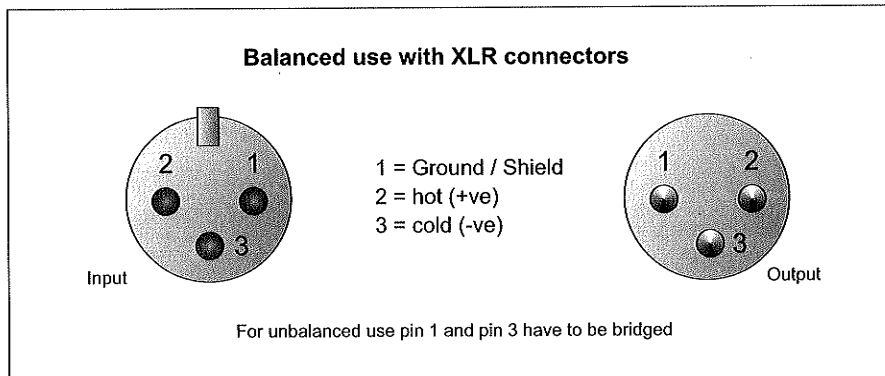 Balanced use with XLR connectors
2 1
3
Input
1 = Ground / Shield
2 = hot (+ve)
3 = cold (-ve)
1 2
3
Output
For unbalanced use pin 1 and pin 3 have to be bridged